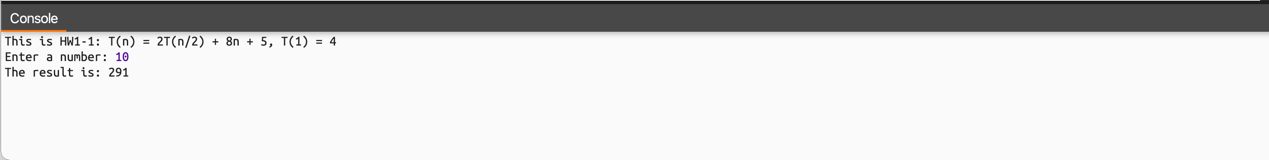 Console
This is HW1-1: T(n) = 2T(n/2) + 8n + 5, T(1) = 4
Enter a number: 10
The result is: 291